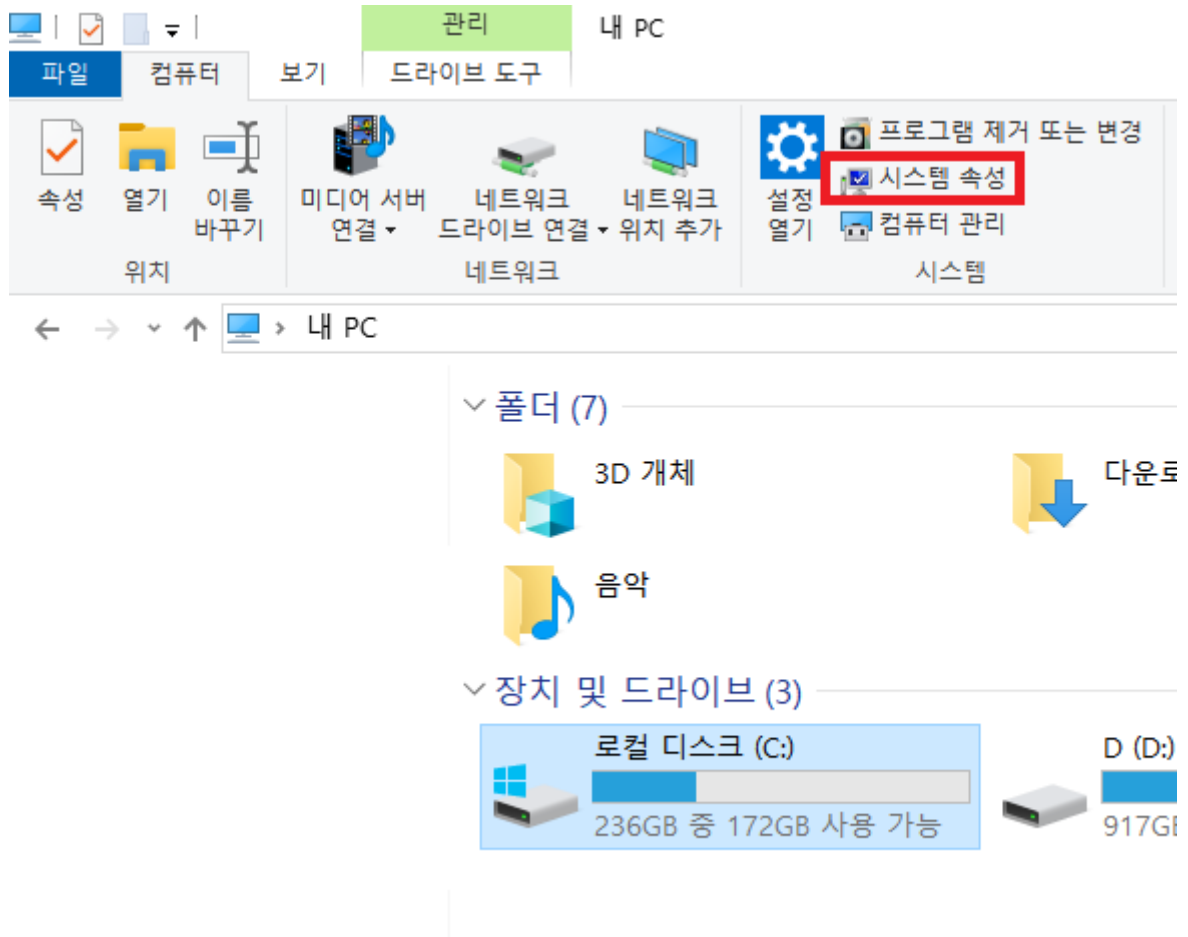 관리
내 PC
파일
컴퓨터
보기
드라이브 도구
속성
열기
이름
바꾸기
미디어 서버
연결
네트워크
드라이브 연결
네트워크
위치 추가
설정
열기
프로그램 제거 또는 변경
시스템 속성
컴퓨터 관리
위치
네트워크
시스템
내 PC
폴더 (7)
3D 개체
다운로
음악
장치 및 드라이브 (3)
로컬 디스크 (C:)
236GB 중 172GB 사용 가능
D (D:)
917GB